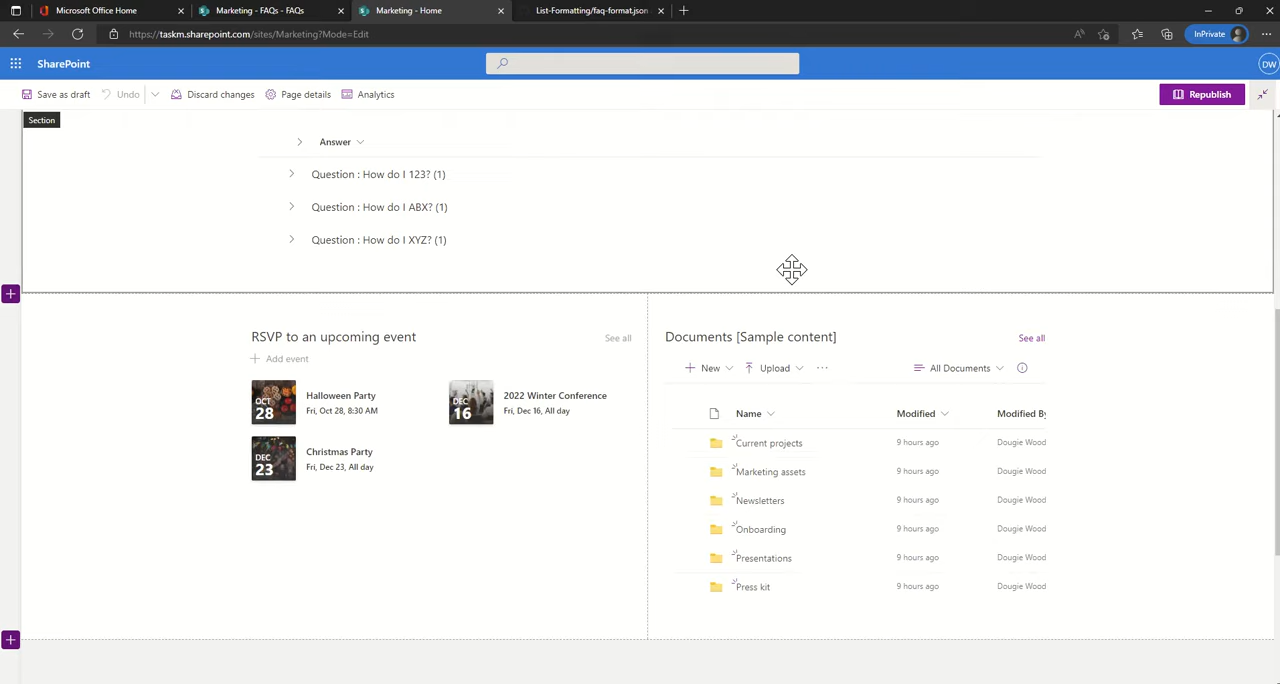 Microsoft Office Home
Marketing - FAQs - FAQs
Marketing - Home
List-Formatting/faq-format.json
https://taskm.sharepoint.com/sites/Marketing?Mode=Edit
InPrivate
SharePoint
DW
Save as draft
Undo
Discard changes
Page details
Analytics
Republish
Section
Answer
Question : How do I 123? (1)
Question : How do I ABX? (1)
Question : How do I XYZ? (1)
RSVP to an upcoming event
See all
Add event
OCT
28
Halloween Party
Fri, Oct 28, 8:30 AM
DEC
16
2022 Winter Conference
Fri, Dec 16, All day
DEC
23
Christmas Party
Fri, Dec 23, All day
Documents [Sample content]
See all
New
Upload
All Documents
Name
Modified
Modified By
Current projects
9 hours ago
Dougie Wood
Marketing assets
9 hours ago
Dougie Wood
Newsletters
9 hours ago
Dougie Wood
Onboarding
9 hours ago
Dougie Wood
Presentations
9 hours ago
Dougie Wood
Press kit
9 hours ago
Dougie Wood